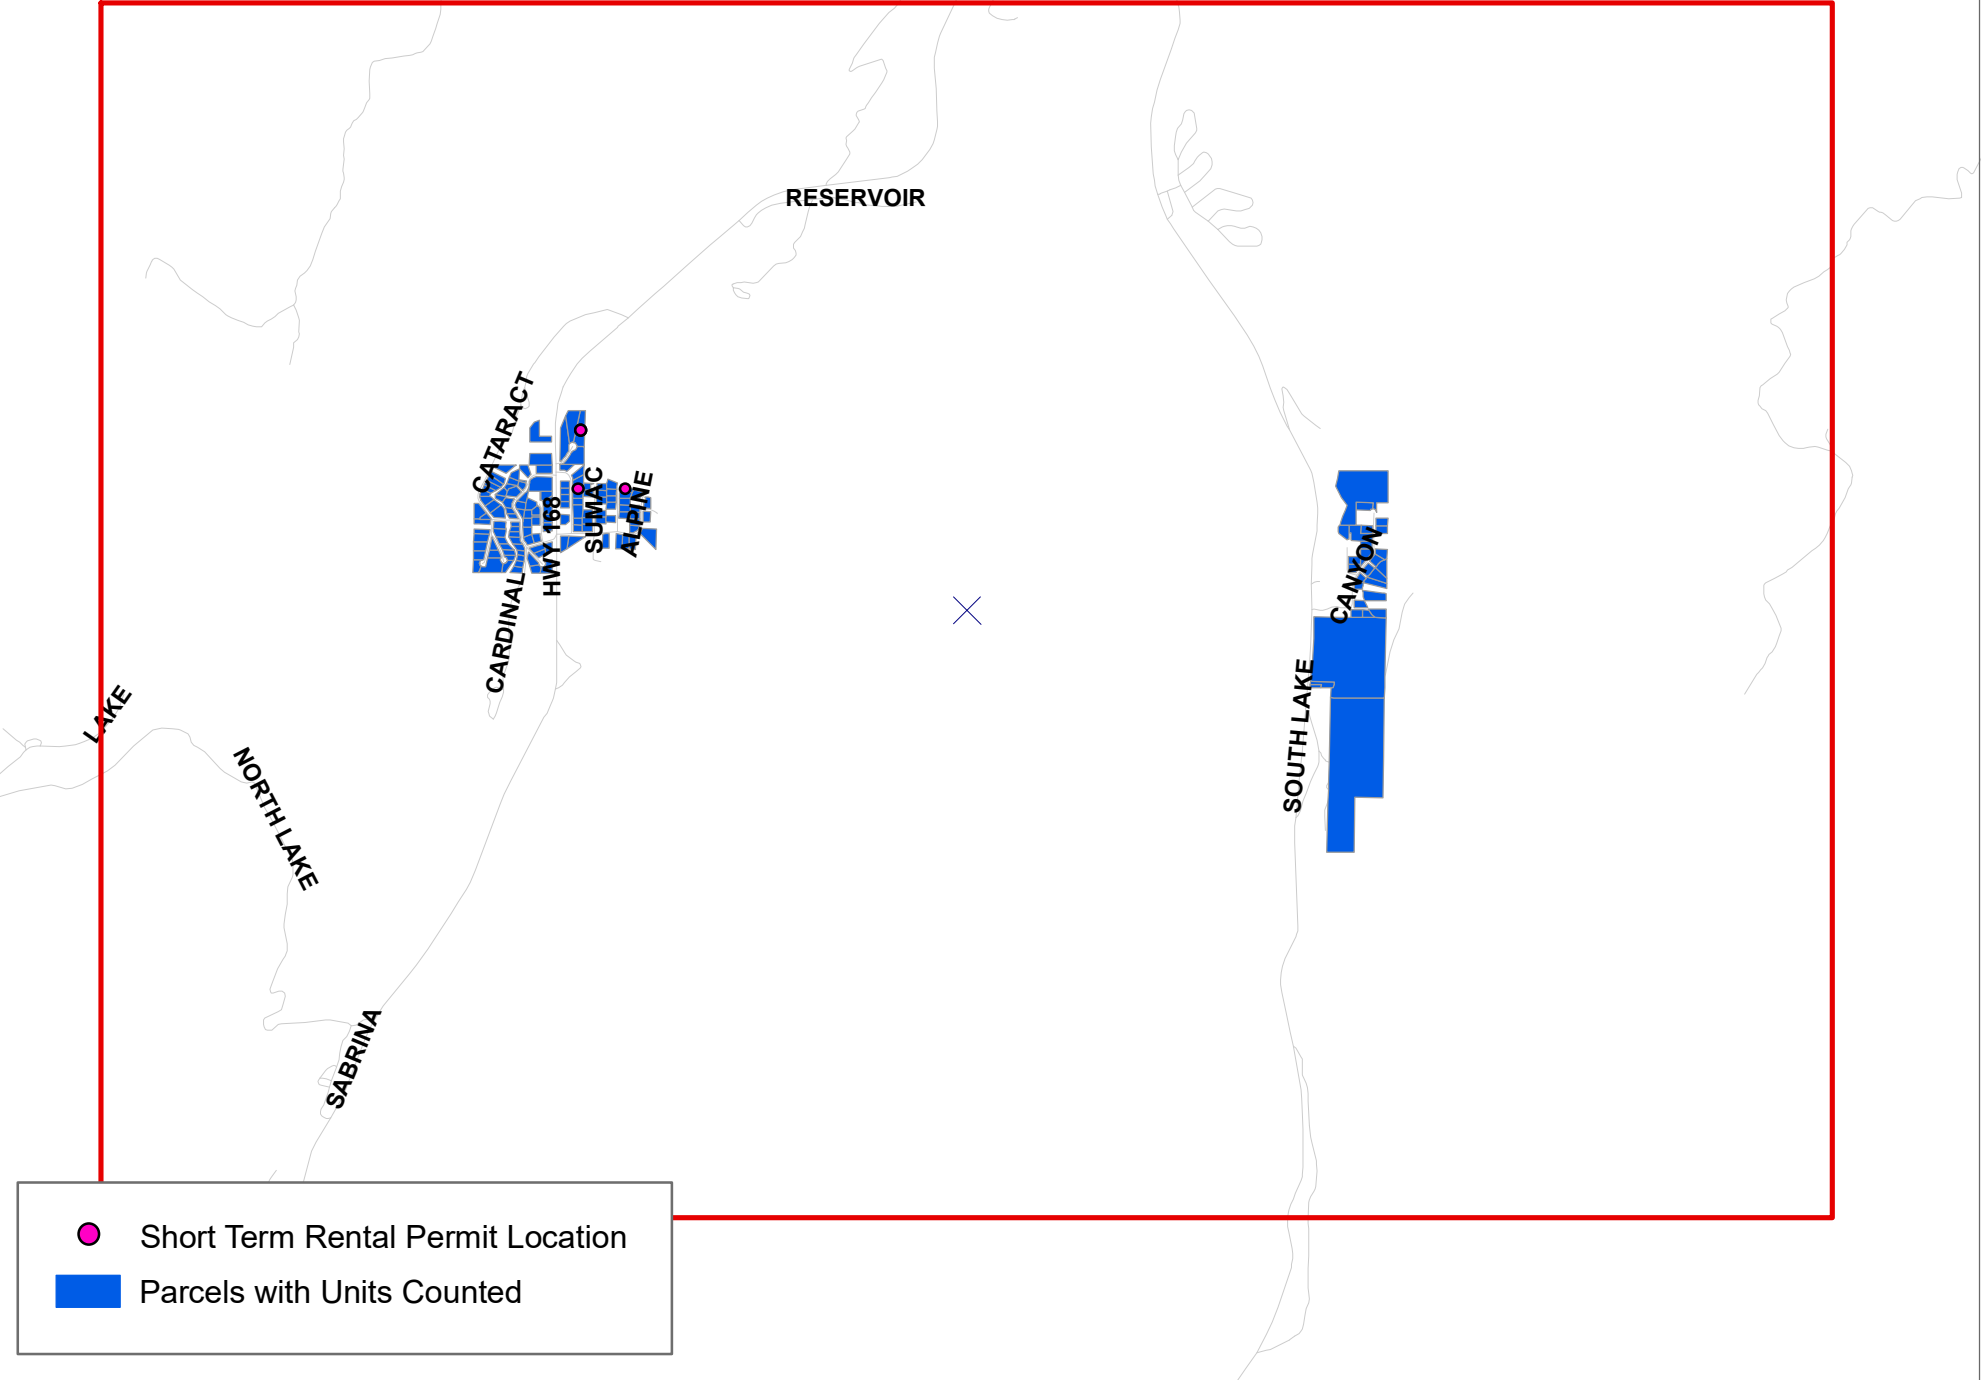 RESERVOIR
CATARACT
SUMAC
ALPINE
HWY 168
CANYON
CARDINAL
LAKE
SOUTH LAKE
NORTH LAKE
SABRINA
Short Term Rental Permit Location
Parcels with Units Counted